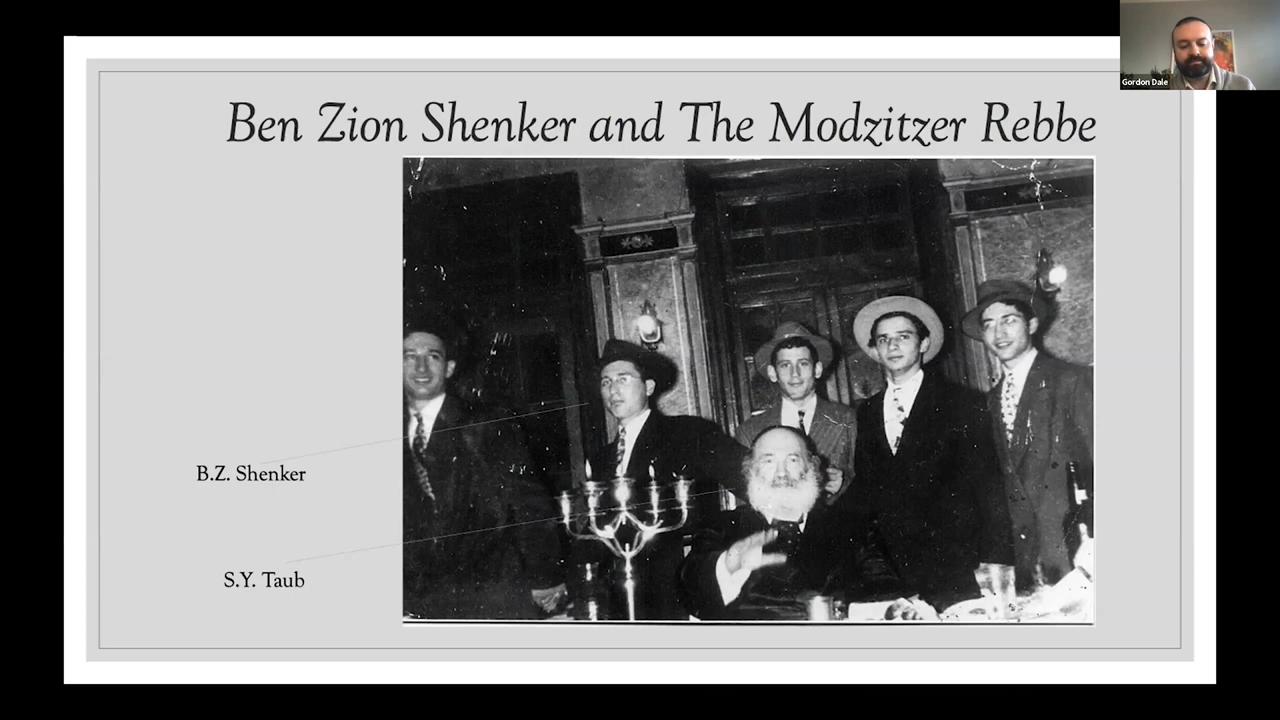 Ben Zion Shenker and The Modzitzer Rebbe
Gordon Dale
B.Z. Shenker
S.Y. Taub